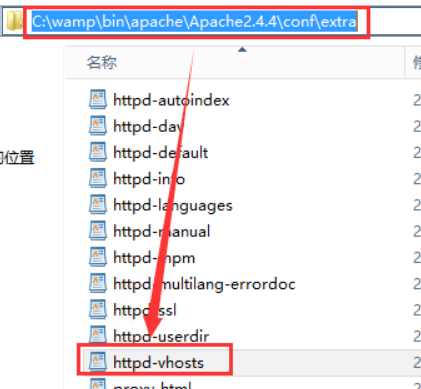 C:\wamp\bin\apache\Apache2.4.4\conf\extra
名称
httpd-autoindex
2
httpd-dav
2
httpd-default
2
的位置
httpd-info
2
httpd-languages
2
httpd-manual
2
httpd-mpm
2
httpd-multilang-errordoc
2
httpd-ssl
2
httpd-userdir
2
httpd-vhosts
2
proxy-html